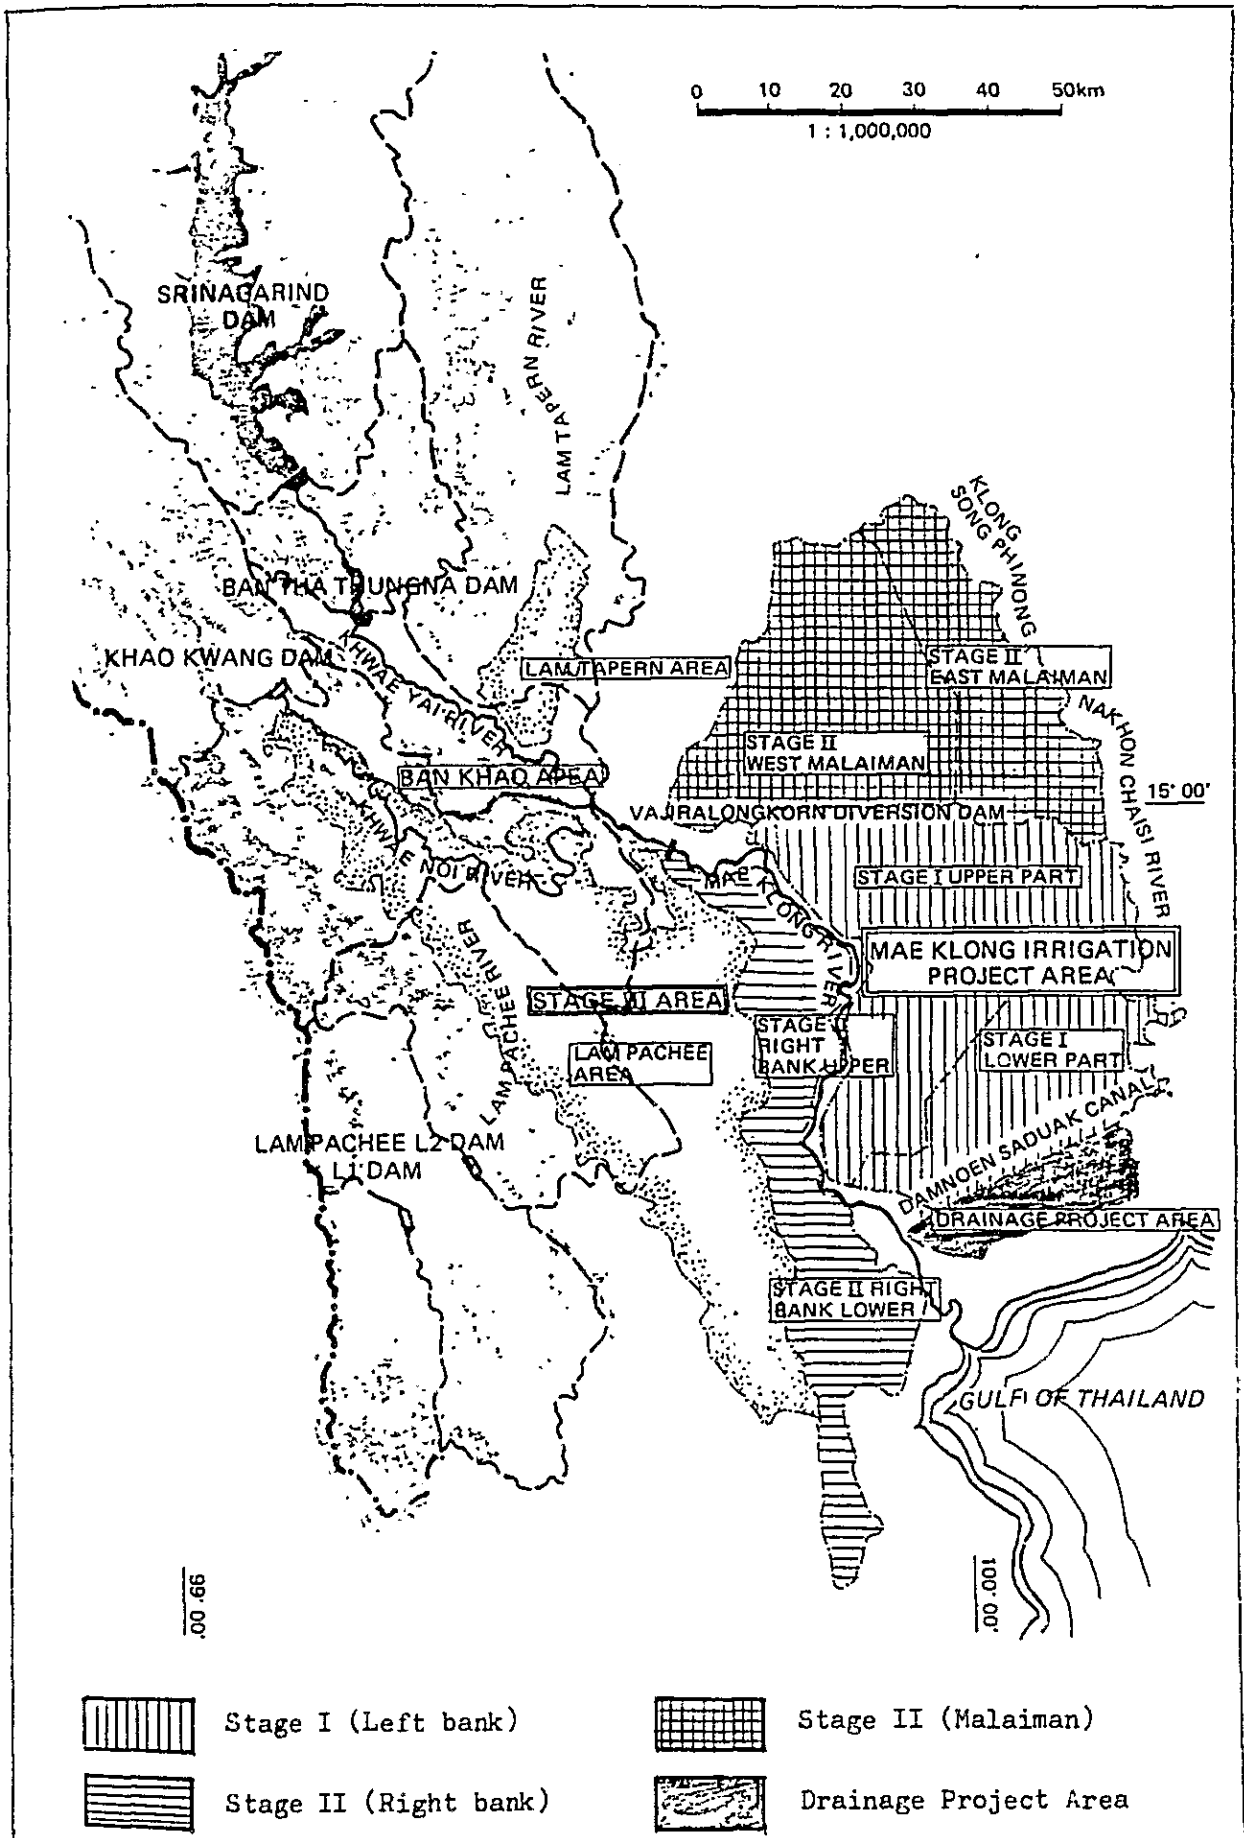 0 10 20 30 40 50km
1 : 1,000,000
SRINAGARIND
DAM
LAM TAPERN RIVER
KLONG
SONG PHINONG
BAN THA THUNGNA DAM
KHAO KWANG DAM
KHWAE YAI RIVER
LAM TAPERN AREA
STAGE II
EAST MALAIMAN
NAKHON CHAISI RIVER
STAGE II
WEST MALAIMAN
BAN KHAO AREA
15° 00'
VAJIRALONGKORN DIVERSION DAM
KHWAE NOI RIVER
MAE KLONG RIVER
STAGE I UPPER PART
MAE KLONG IRRIGATION
PROJECT AREA
LAM PACHEE RIVER
STAGE III AREA
STAGE II
RIGHT
BANK UPPER
STAGE I
LOWER PART
LAM PACHEE
AREA
DAMNOEN SADUAK CANAL
LAM PACHEE L2 DAM
L1 DAM
DRAINAGE PROJECT AREA
STAGE II RIGHT
BANK LOWER
GULF OF THAILAND
99° 00'
100° 00'
Stage I (Left bank)
Stage II (Malaiman)
Stage II (Right bank)
Drainage Project Area